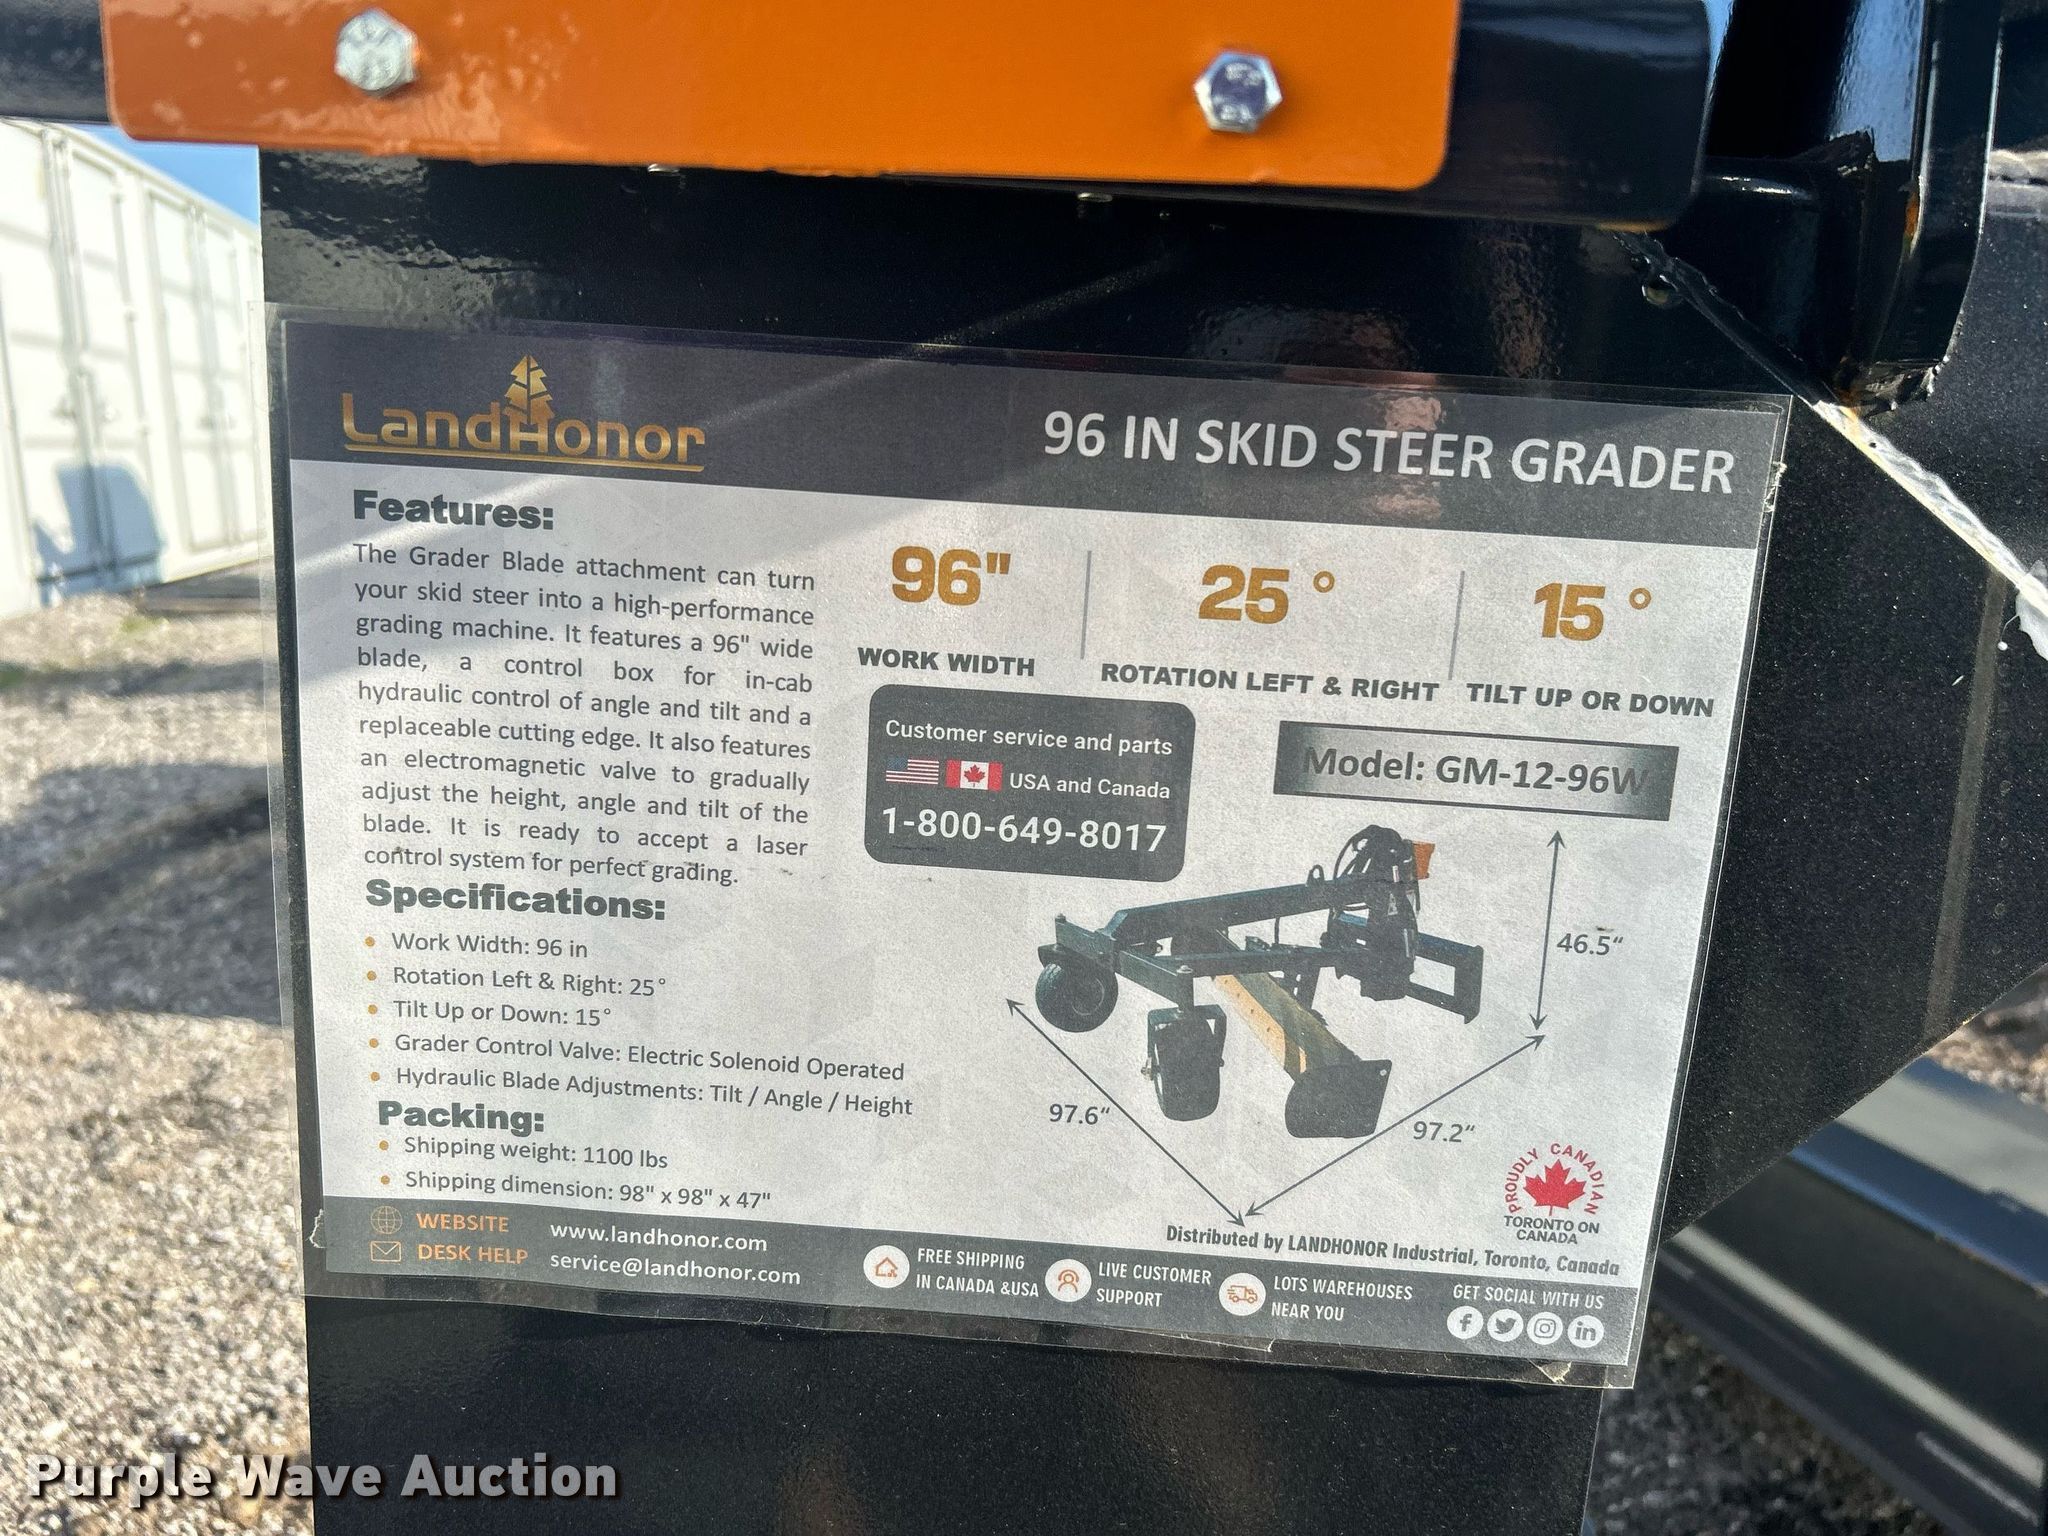 LandHonor
96 IN SKID STEER GRADER
Features:
The Grader Blade attachment can turn
your skid steer into a high-performance
grading machine. It features a 96" wide
blade, a control box for in-cab
hydraulic control of angle and tilt and a
replaceable cutting edge. It also features
an electromagnetic valve to gradually
adjust the height, angle and tilt of the
blade. It is ready to accept a laser
control system for perfect grading.
Specifications:
• Work Width: 96 in
• Rotation Left & Right: 25°
• Tilt Up or Down: 15°
• Grader Control Valve: Electric Solenoid Operated
• Hydraulic Blade Adjustments: Tilt / Angle / Height
Packing:
• Shipping weight: 1100 lbs
• Shipping dimension: 98" x 98" x 47"
96"
WORK WIDTH
25 °
ROTATION LEFT & RIGHT
15 °
TILT UP OR DOWN
Customer service and parts
USA and Canada
1-800-649-8017
Model: GM-12-96W
46.5“
97.6“
97.2“
PROUDLY CANADIAN
TORONTO ON
CANADA
Distributed by LANDHONOR Industrial, Toronto, Canada
WEBSITE www.landhonor.com
DESK HELP service@landhonor.com
FREE SHIPPING
IN CANADA &USA
LIVE CUSTOMER
SUPPORT
LOTS WAREHOUSES
NEAR YOU
GET SOCIAL WITH US
Purple Wave Auction